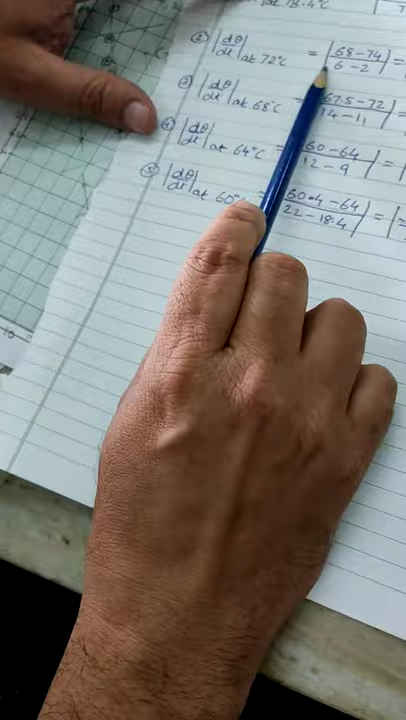 at 18.4°C
② |dθ/dt| at 72°C = |68-74 / 6-2| =
③ |dθ/dt| at 68°C = |67.5-72 / 14-11| =
④ |dθ/dt| at 64°C = |60-64 / 12-9| = |
⑤ |dθ/dt| at 60° = |60.4-64 / 22-18.4| = |
10